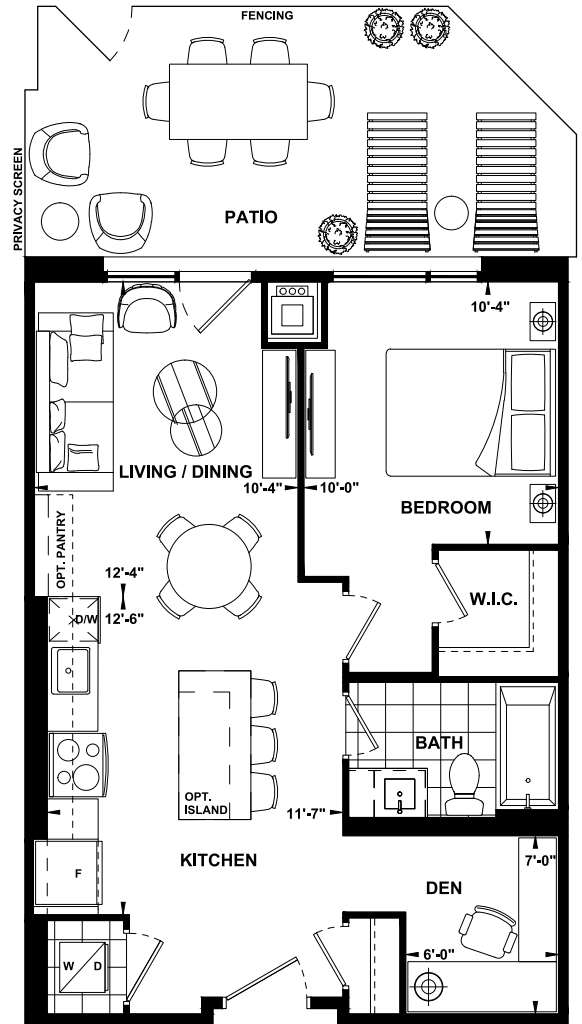 FENCING
PRIVACY SCREEN
PATIO
10'-4"
LIVING / DINING
10'-4"
10'-0"
BEDROOM
OPT. PANTRY
12'-4"
12'-6"
D/W
W.I.C.
BATH
OPT.
ISLAND
11'-7"
KITCHEN
F
7'-0"
DEN
6'-0"
W
D